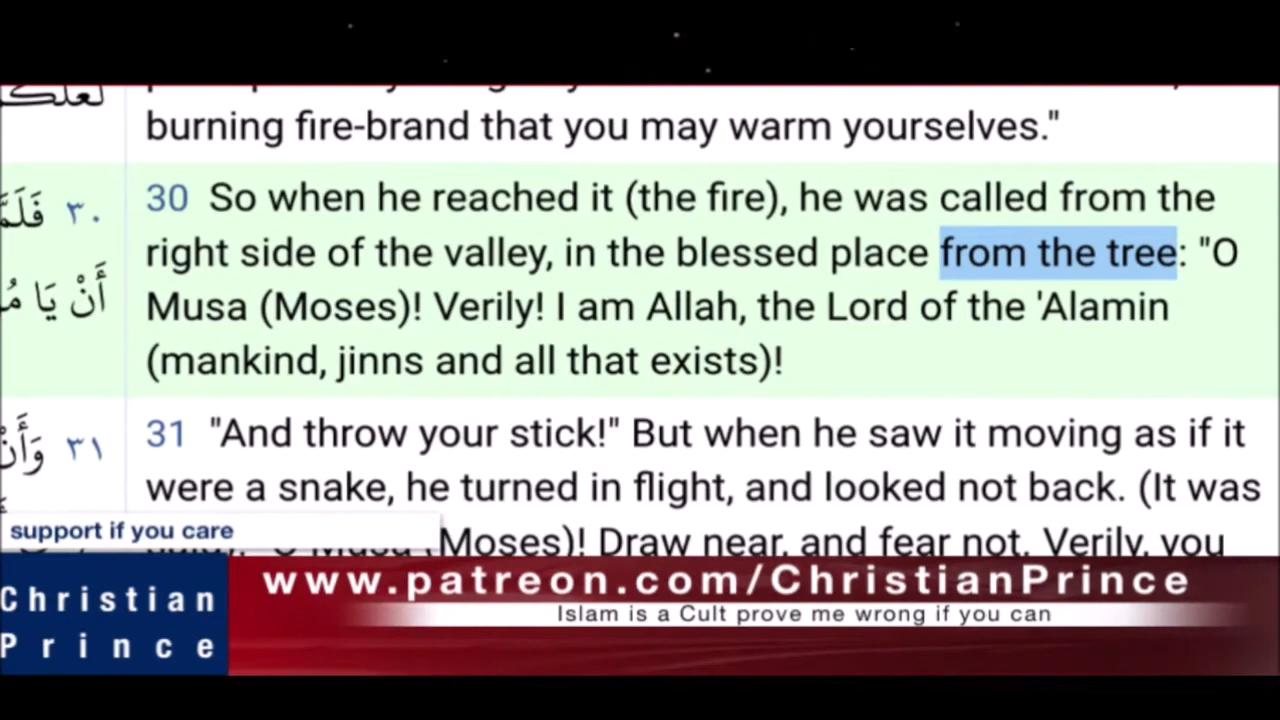 burning fire-brand that you may warm yourselves."
30 So when he reached it (the fire), he was called from the
right side of the valley, in the blessed place from the tree: "O
Musa (Moses)! Verily! I am Allah, the Lord of the 'Alamin
(mankind, jinns and all that exists)!
٣٠
أَنْ يَا
31 "And throw your stick!" But when he saw it moving as if it
were a snake, he turned in flight, and looked not back. (It was
Moses)! Draw near, and fear not. Verily, you
٣١
support if you care
Christian
Prince
www.patreon.com/ChristianPrince
Islam is a Cult prove me wrong if you can